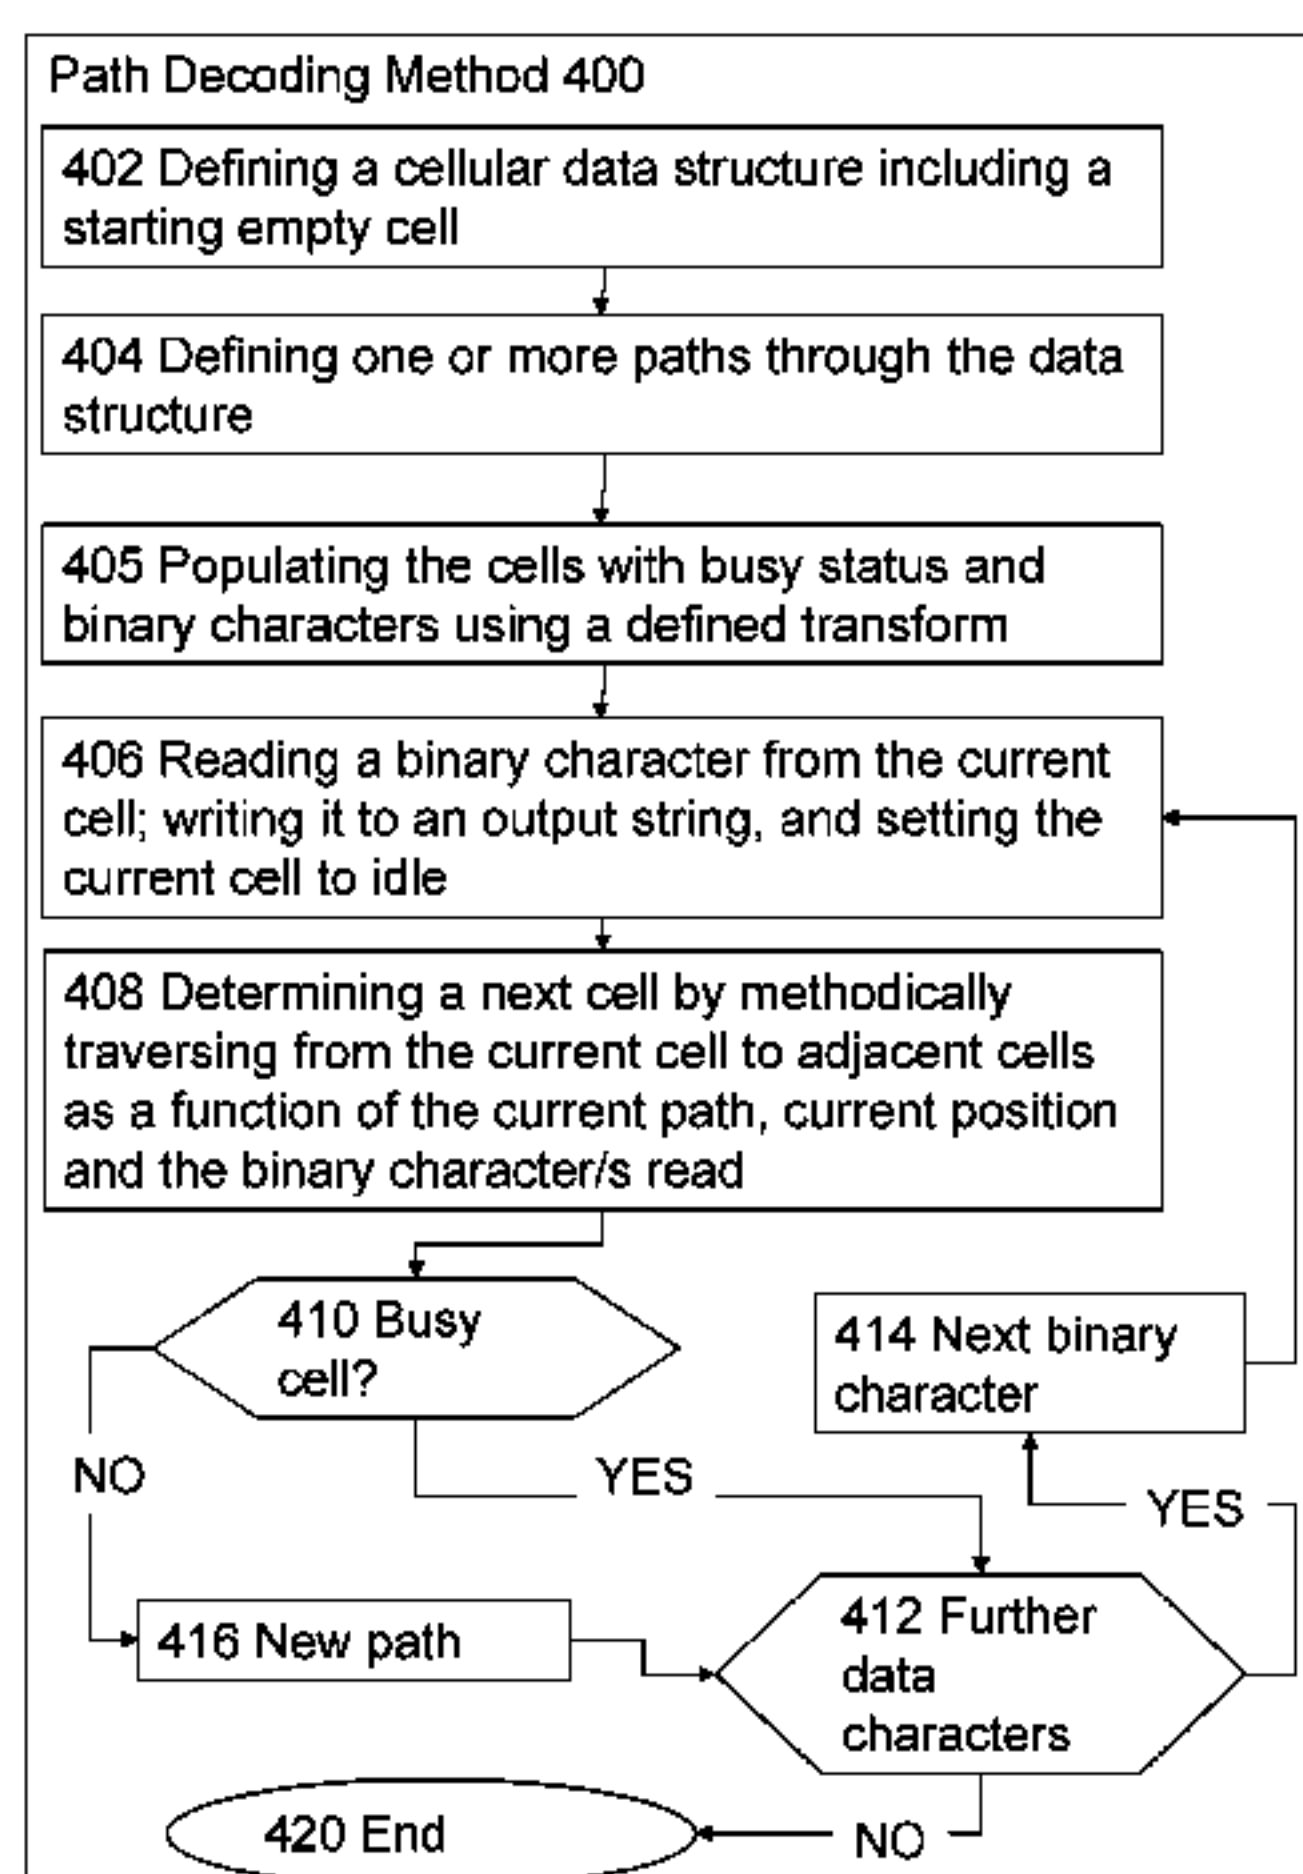 Path Decoding Method 400
402 Defining a cellular data structure including a
starting empty cell
404 Defining one or more paths through the data
structure
405 Populating the cells with busy status and
binary characters using a defined transform
406 Reading a binary character from the current
cell; writing it to an output string, and setting the
current cell to idle
408 Determining a next cell by methodically
traversing from the current cell to adjacent cells
as a function of the current path, current position
and the binary character/s read
410 Busy
cell?
414 Next binary
character
NO
YES
YES
416 New path
412 Further
data
characters
420 End
NO